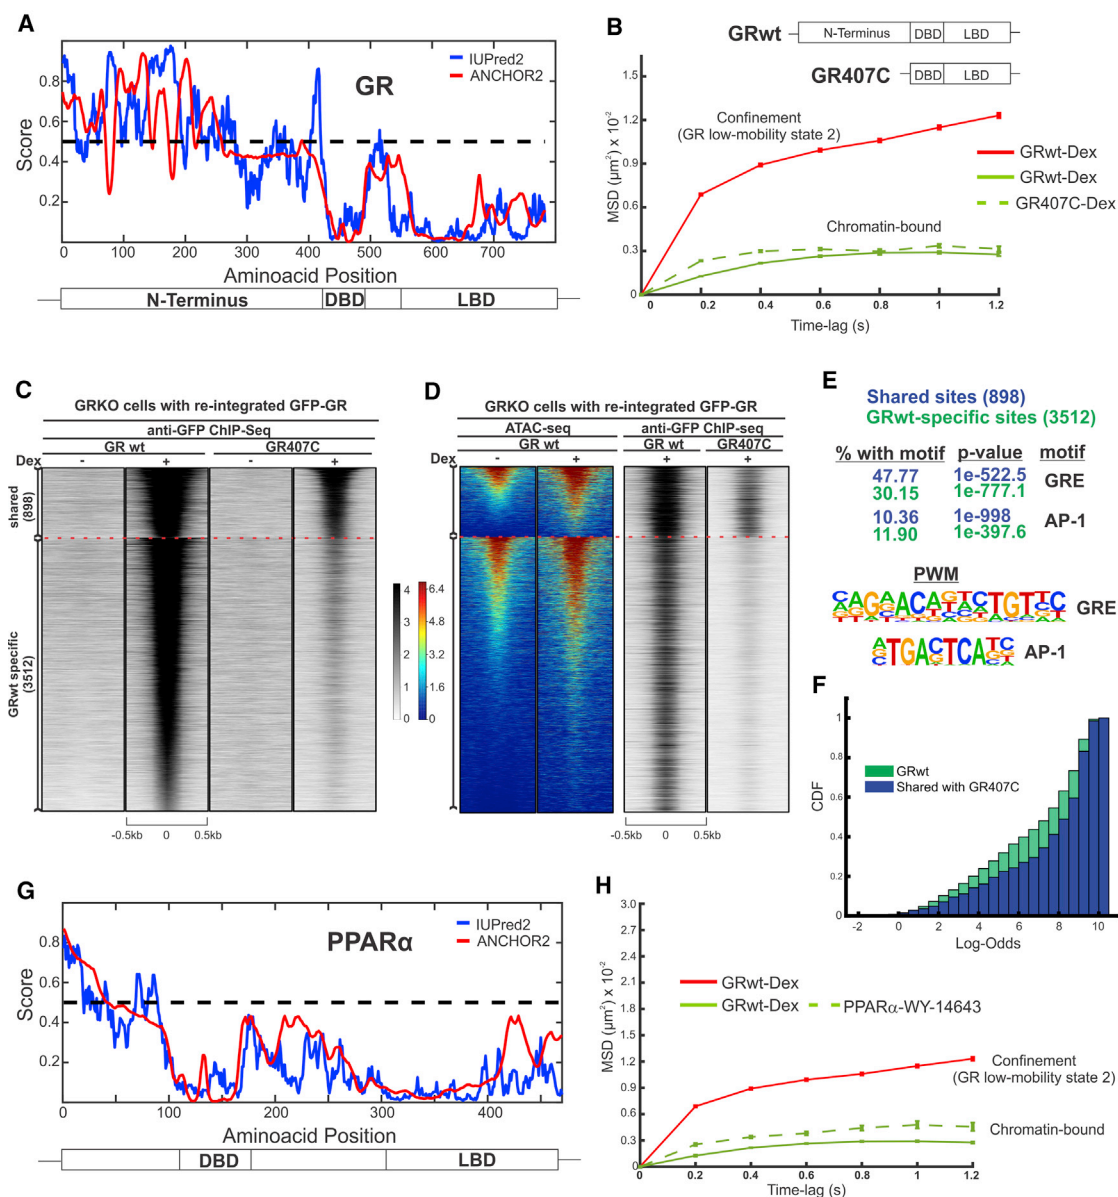 A
GR
IUPred2
ANCHOR2
Score
0.8
0.6
0.4
0.2
0 100 200 300 400 500 600 700
Aminoacid Position
N-Terminus DBD LBD
B
GRwt N-Terminus DBD LBD
GR407C DBD LBD
MSD (µm²) x 10⁻²
1.5
1.2
0.9
0.6
0.3
0
Confinement
(GR low-mobility state 2)
Chromatin-bound
GRwt-Dex
GRwt-Dex
GR407C-Dex
0 0.2 0.4 0.6 0.8 1 1.2
Time-lag (s)
C
GRKO cells with re-integrated GFP-GR
anti-GFP ChIP-Seq
GR wt GR407C
Dex - + - +
shared
(898)
GRwt specific
(3512)
-0.5kb 0 0.5kb
4
3
2
1
0
6.4
4.8
3.2
1.6
0
D
GRKO cells with re-integrated GFP-GR
ATAC-seq anti-GFP ChIP-Seq
GR wt GR wt GR407C
Dex - + + +
-0.5kb 0 0.5kb
E
Shared sites (898)
GRwt-specific sites (3512)
% with motif p-value motif
47.77 1e-522.5 GRE
30.15 1e-777.1
10.36 1e-998 AP-1
11.90 1e-397.6
PWM
GRE
AP-1
F
CDF
1
0.8
0.6
0.4
0.2
0
GRwt
Shared with GR407C
-2 0 2 4 6 8 10
Log-Odds
G
PPARα
IUPred2
ANCHOR2
Score
0.8
0.6
0.4
0.2
0 100 200 300 400
Aminoacid Position
DBD LBD
H
MSD (µm²) x 10⁻²
3.0
2.7
2.4
2.1
1.8
1.5
1.2
0.9
0.6
0.3
0
GRwt-Dex
GRwt-Dex PPARα-WY-14643
Confinement
(GR low-mobility state 2)
Chromatin-bound
0 0.2 0.4 0.6 0.8 1 1.2
Time-lag (s)